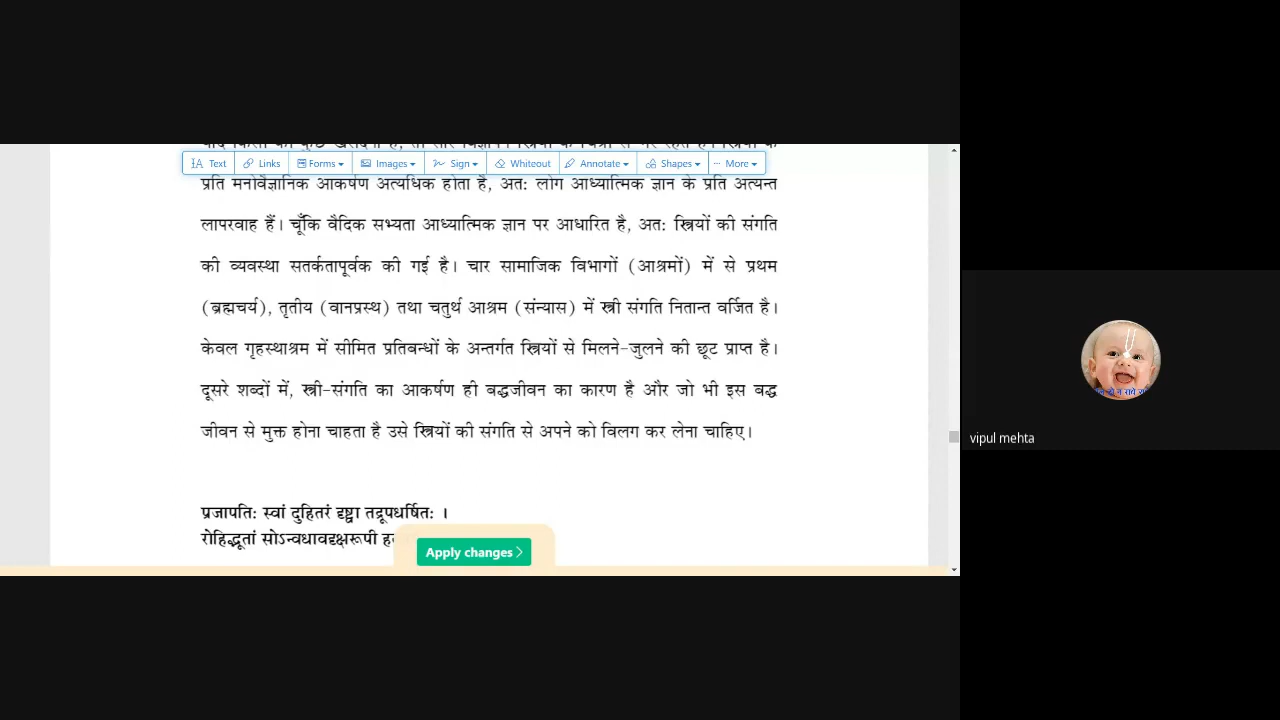 Text Links Forms Images Sign Whiteout Annotate Shapes More
प्रति मनोवैज्ञानिक आकर्षण अत्यधिक होता है, अतः लोग आध्यात्मिक ज्ञान के प्रति अत्यन्त
लापरवाह हैं। चूँकि वैदिक सभ्यता आध्यात्मिक ज्ञान पर आधारित है, अतः स्त्रियों की संगति
की व्यवस्था सतर्कतापूर्वक की गई है। चार सामाजिक विभागों (आश्रमों) में से प्रथम
(ब्रह्मचर्य), तृतीय (वानप्रस्थ) तथा चतुर्थ आश्रम (संन्यास) में स्त्री संगति नितान्त वर्जित है।
केवल गृहस्थाश्रम में सीमित प्रतिबन्धों के अन्तर्गत स्त्रियों से मिलने-जुलने की छूट प्राप्त है।
दूसरे शब्दों में, स्त्री-संगति का आकर्षण ही बद्धजीवन का कारण है और जो भी इस बद्ध
जीवन से मुक्त होना चाहता है उसे स्त्रियों की संगति से अपने को विलग कर लेना चाहिए।
प्रजापतिः स्वां दुहितरं दृष्ट्वा तद्रूपधर्षितः ।
रोहिद्भूतां सोऽन्वधावदृक्षरूपी
Apply changes
vipul mehta